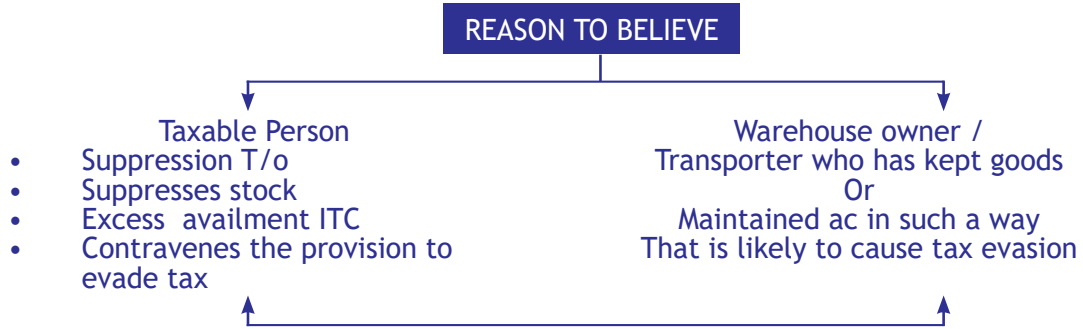 REASON TO BELIEVE
Taxable Person
• Suppression T/o
• Suppresses stock
• Excess availment ITC
• Contravenes the provision to
evade tax
Warehouse owner /
Transporter who has kept goods
Or
Maintained ac in such a way
That is likely to cause tax evasion